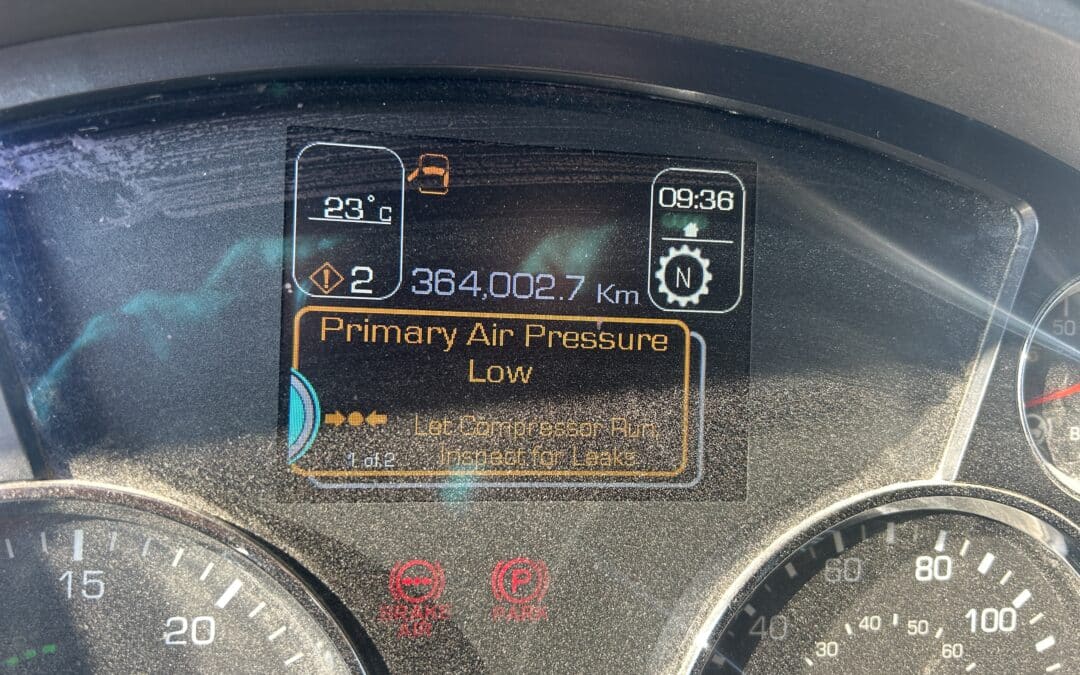 23°C
09:36
2
364,002.7 Km
N
Primary Air Pressure
Low
Let Compressor Run,
Inspect for Leaks
1 of 2
BRAKE
AIR
P
PARK
15
20
40
60
80
100
30
40
50
60
50